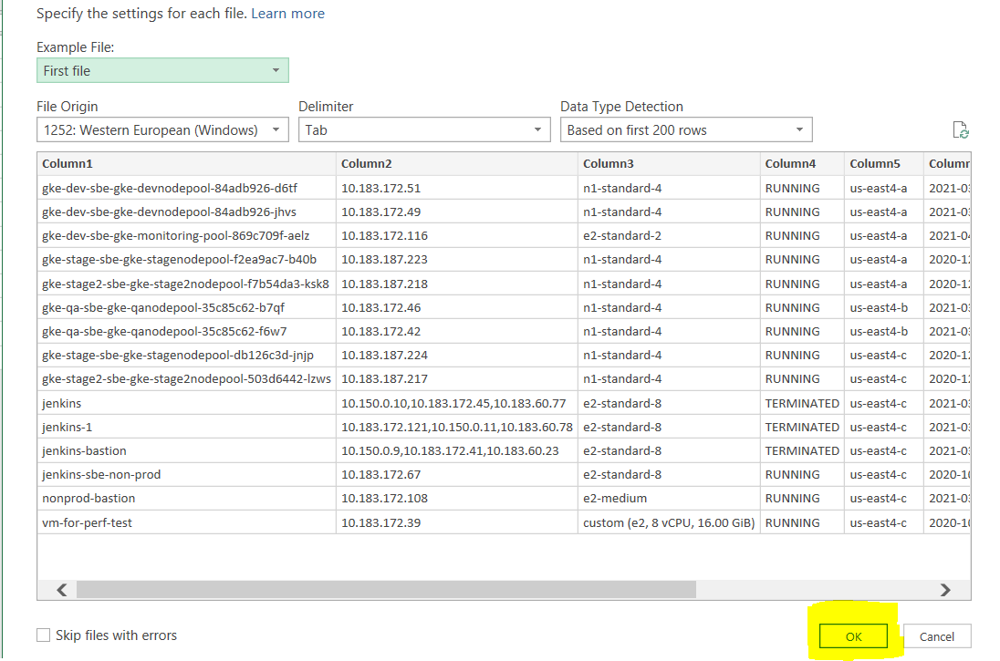 Specify the settings for each file. Learn more
Example File:
First file
File Origin Delimiter Data Type Detection
1252: Western European (Windows) Tab Based on first 200 rows
Column1 Column2 Column3 Column4 Column5 Column
gke-dev-sbe-gke-devnodepool-84adb926-d6tf 10.183.172.51 n1-standard-4 RUNNING us-east4-a 2021-03
gke-dev-sbe-gke-devnodepool-84adb926-jhvs 10.183.172.49 n1-standard-4 RUNNING us-east4-a 2021-03
gke-dev-sbe-gke-monitoring-pool-869c709f-aelz 10.183.172.116 e2-standard-2 RUNNING us-east4-a 2021-04
gke-stage-sbe-gke-stagenodepool-f2ea9ac7-b40b 10.183.187.223 n1-standard-4 RUNNING us-east4-a 2020-12
gke-stage2-sbe-gke-stage2nodepool-f7b54da3-ksk8 10.183.187.218 n1-standard-4 RUNNING us-east4-a 2020-12
gke-qa-sbe-gke-qanodepool-35c85c62-b7qf 10.183.172.46 n1-standard-4 RUNNING us-east4-b 2021-03
gke-qa-sbe-gke-qanodepool-35c85c62-f6w7 10.183.172.42 n1-standard-4 RUNNING us-east4-b 2021-03
gke-stage-sbe-gke-stagenodepool-db126c3d-jnjp 10.183.187.224 n1-standard-4 RUNNING us-east4-c 2020-12
gke-stage2-sbe-gke-stage2nodepool-503d6442-lzws 10.183.187.217 n1-standard-4 RUNNING us-east4-c 2020-12
jenkins 10.150.0.10,10.183.172.45,10.183.60.77 e2-standard-8 TERMINATED us-east4-c 2021-03
jenkins-1 10.183.172.121,10.150.0.11,10.183.60.78 e2-standard-8 TERMINATED us-east4-c 2021-03
jenkins-bastion 10.150.0.9,10.183.172.41,10.183.60.23 e2-standard-8 TERMINATED us-east4-c 2021-03
jenkins-sbe-non-prod 10.183.172.67 e2-standard-8 RUNNING us-east4-c 2020-10
nonprod-bastion 10.183.172.108 e2-medium RUNNING us-east4-c 2021-03
vm-for-perf-test 10.183.172.39 custom (e2, 8 vCPU, 16.00 GiB) RUNNING us-east4-c 2020-10
Skip files with errors
OK Cancel